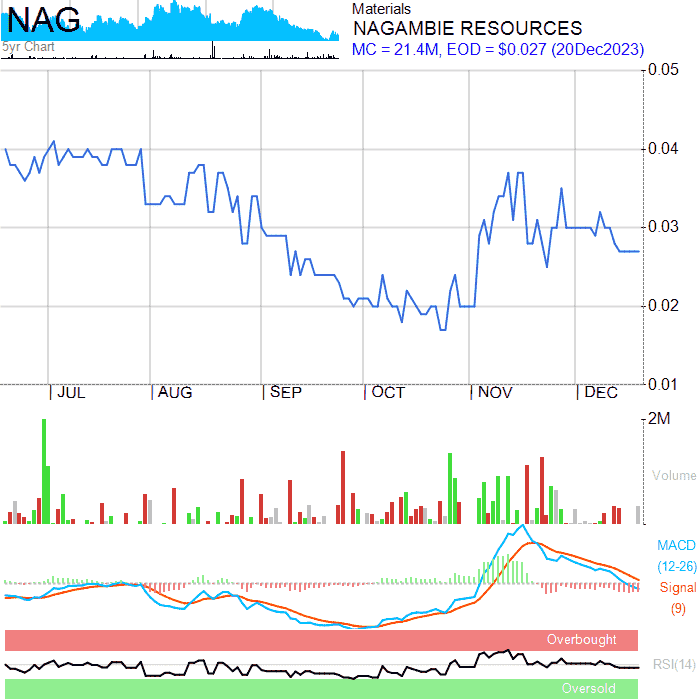 NAG
5yr Chart
Materials
NAGAMBIE RESOURCES
MC = 21.4M, EOD = $0.027 (20Dec2023)
0.05
0.04
0.03
0.02
0.01
JUL AUG SEP OCT NOV DEC
2M
Volume
MACD
(12-26)
Signal
(9)
Overbought
RSI(14)
Oversold